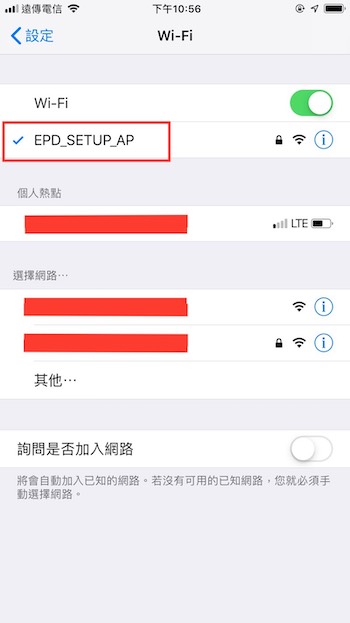 遠傳電信 下午10:56
設定 Wi-Fi
Wi-Fi
EPD_SETUP_AP
個人熱點
LTE
選擇網路⋯
其他⋯
詢問是否加入網路
將會自動加入已知的網路。若沒有可用的已知網路，您就必須手
動選擇網路。